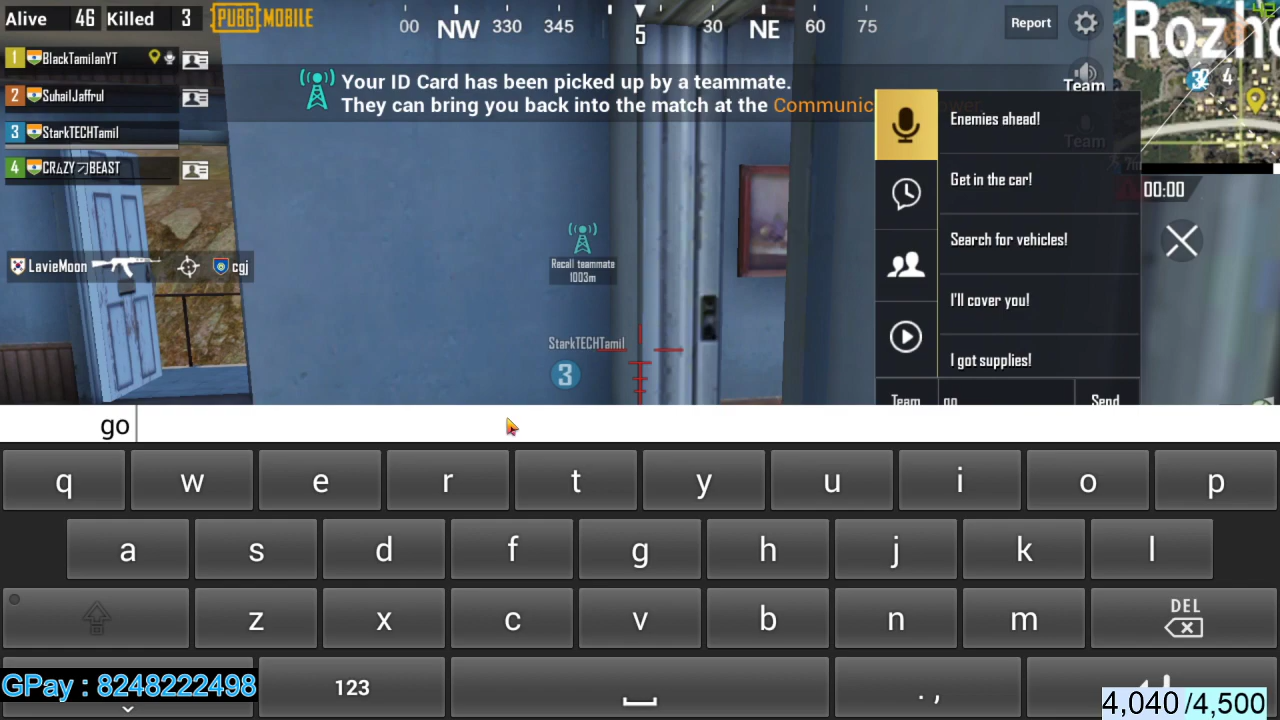 Alive 46 Killed 3 PUBG MOBILE
00 NW 330 345 5 30 NE 60 75
Report
Rozho
1 BlackTamilanYT
2 SuhailJaffrul
3 StarkTECHTamil
4
Your ID Card has been picked up by a teammate.
They can bring you back into the match at the Communic
Team
Team
4
00:00
Enemies ahead!
Get in the car!
Search for vehicles!
I'll cover you!
I got supplies!
Team go Send
LavieMoon cgj
Recall teammate
1003m
StarkTECHTamil
3
go
q w e r t y u i o p
a s d f g h j k l
z x c v b n m DEL
123 . ,
GPay : 8248222498
4,040 /4,500